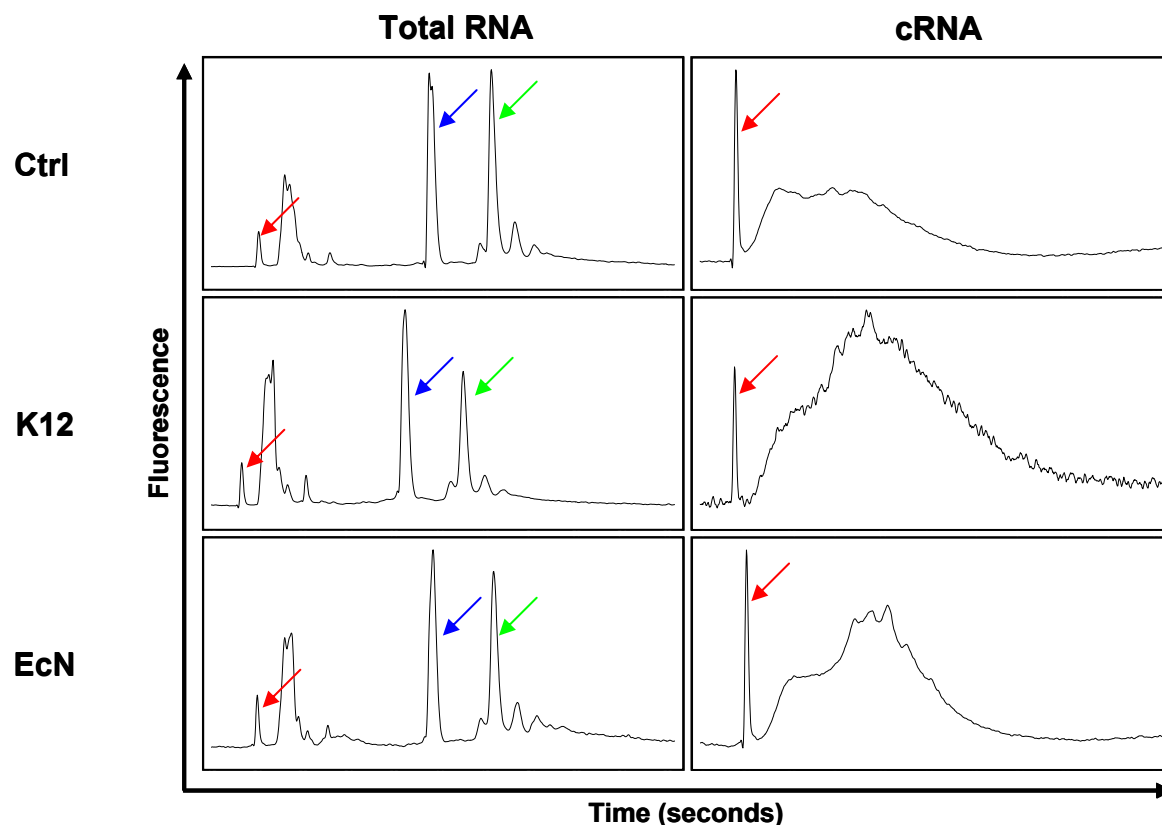 Total RNA
cRNA
Ctrl
K12
EcN
Fluorescence
Time (seconds)